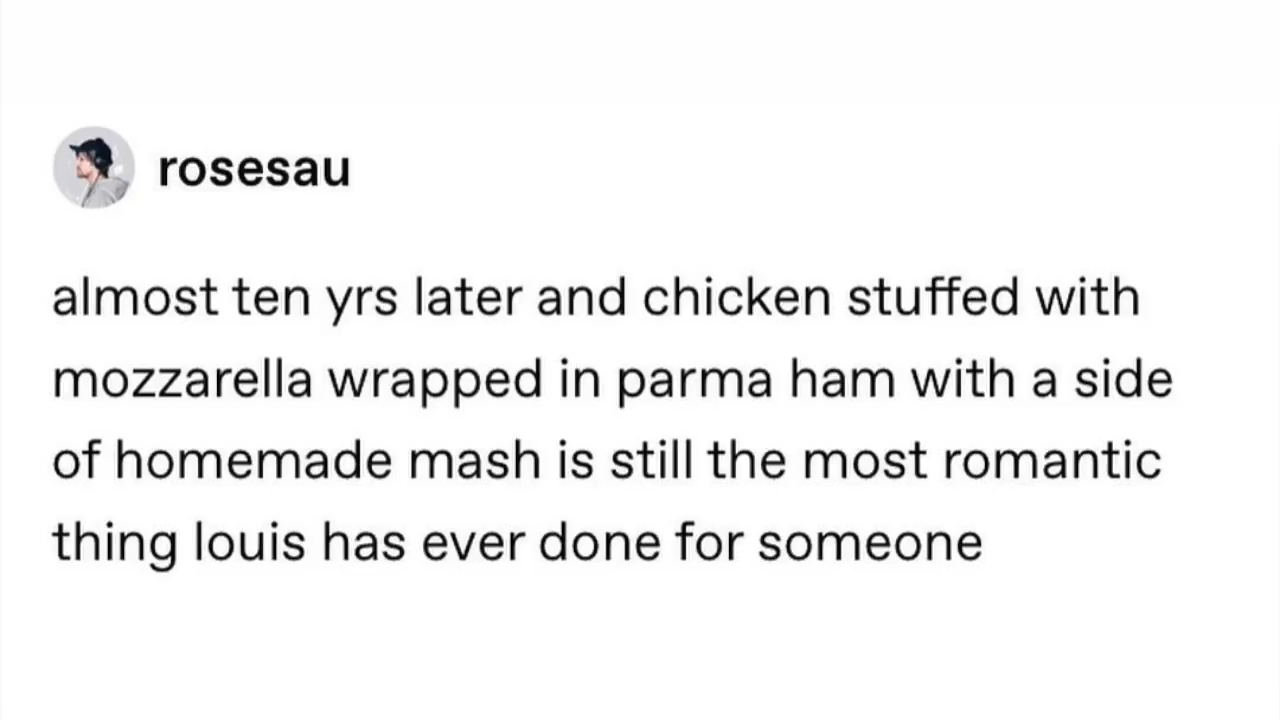 rosesau
almost ten yrs later and chicken stuffed with
mozzarella wrapped in parma ham with a side
of homemade mash is still the most romantic
thing louis has ever done for someone